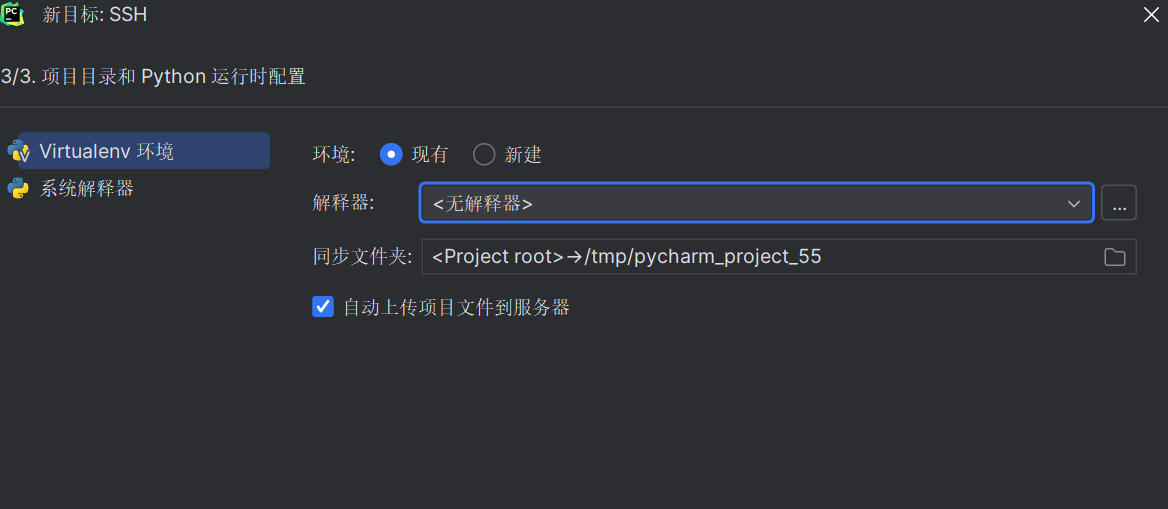 新目标: SSH
3/3. 项目目录和 Python 运行时配置
Virtualenv 环境
系统解释器
环境: 现有 新建
解释器: <无解释器> ...
同步文件夹: <Project root>→/tmp/pycharm_project_55
自动上传项目文件到服务器